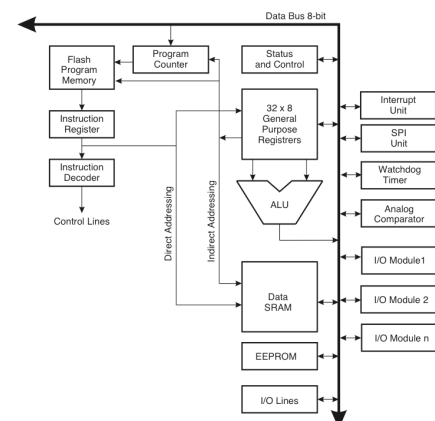 Data Bus 8-bit
Flash
Program
Memory
Program
Counter
Status
and Control
Instruction
Register
32 x 8
General
Purpose
Registrers
Interrupt
Unit
SPI
Unit
Instruction
Decoder
Watchdog
Timer
Direct Addressing
Indirect Addressing
ALU
Analog
Comparator
Control Lines
I/O Module1
Data
SRAM
I/O Module 2
I/O Module n
EEPROM
I/O Lines